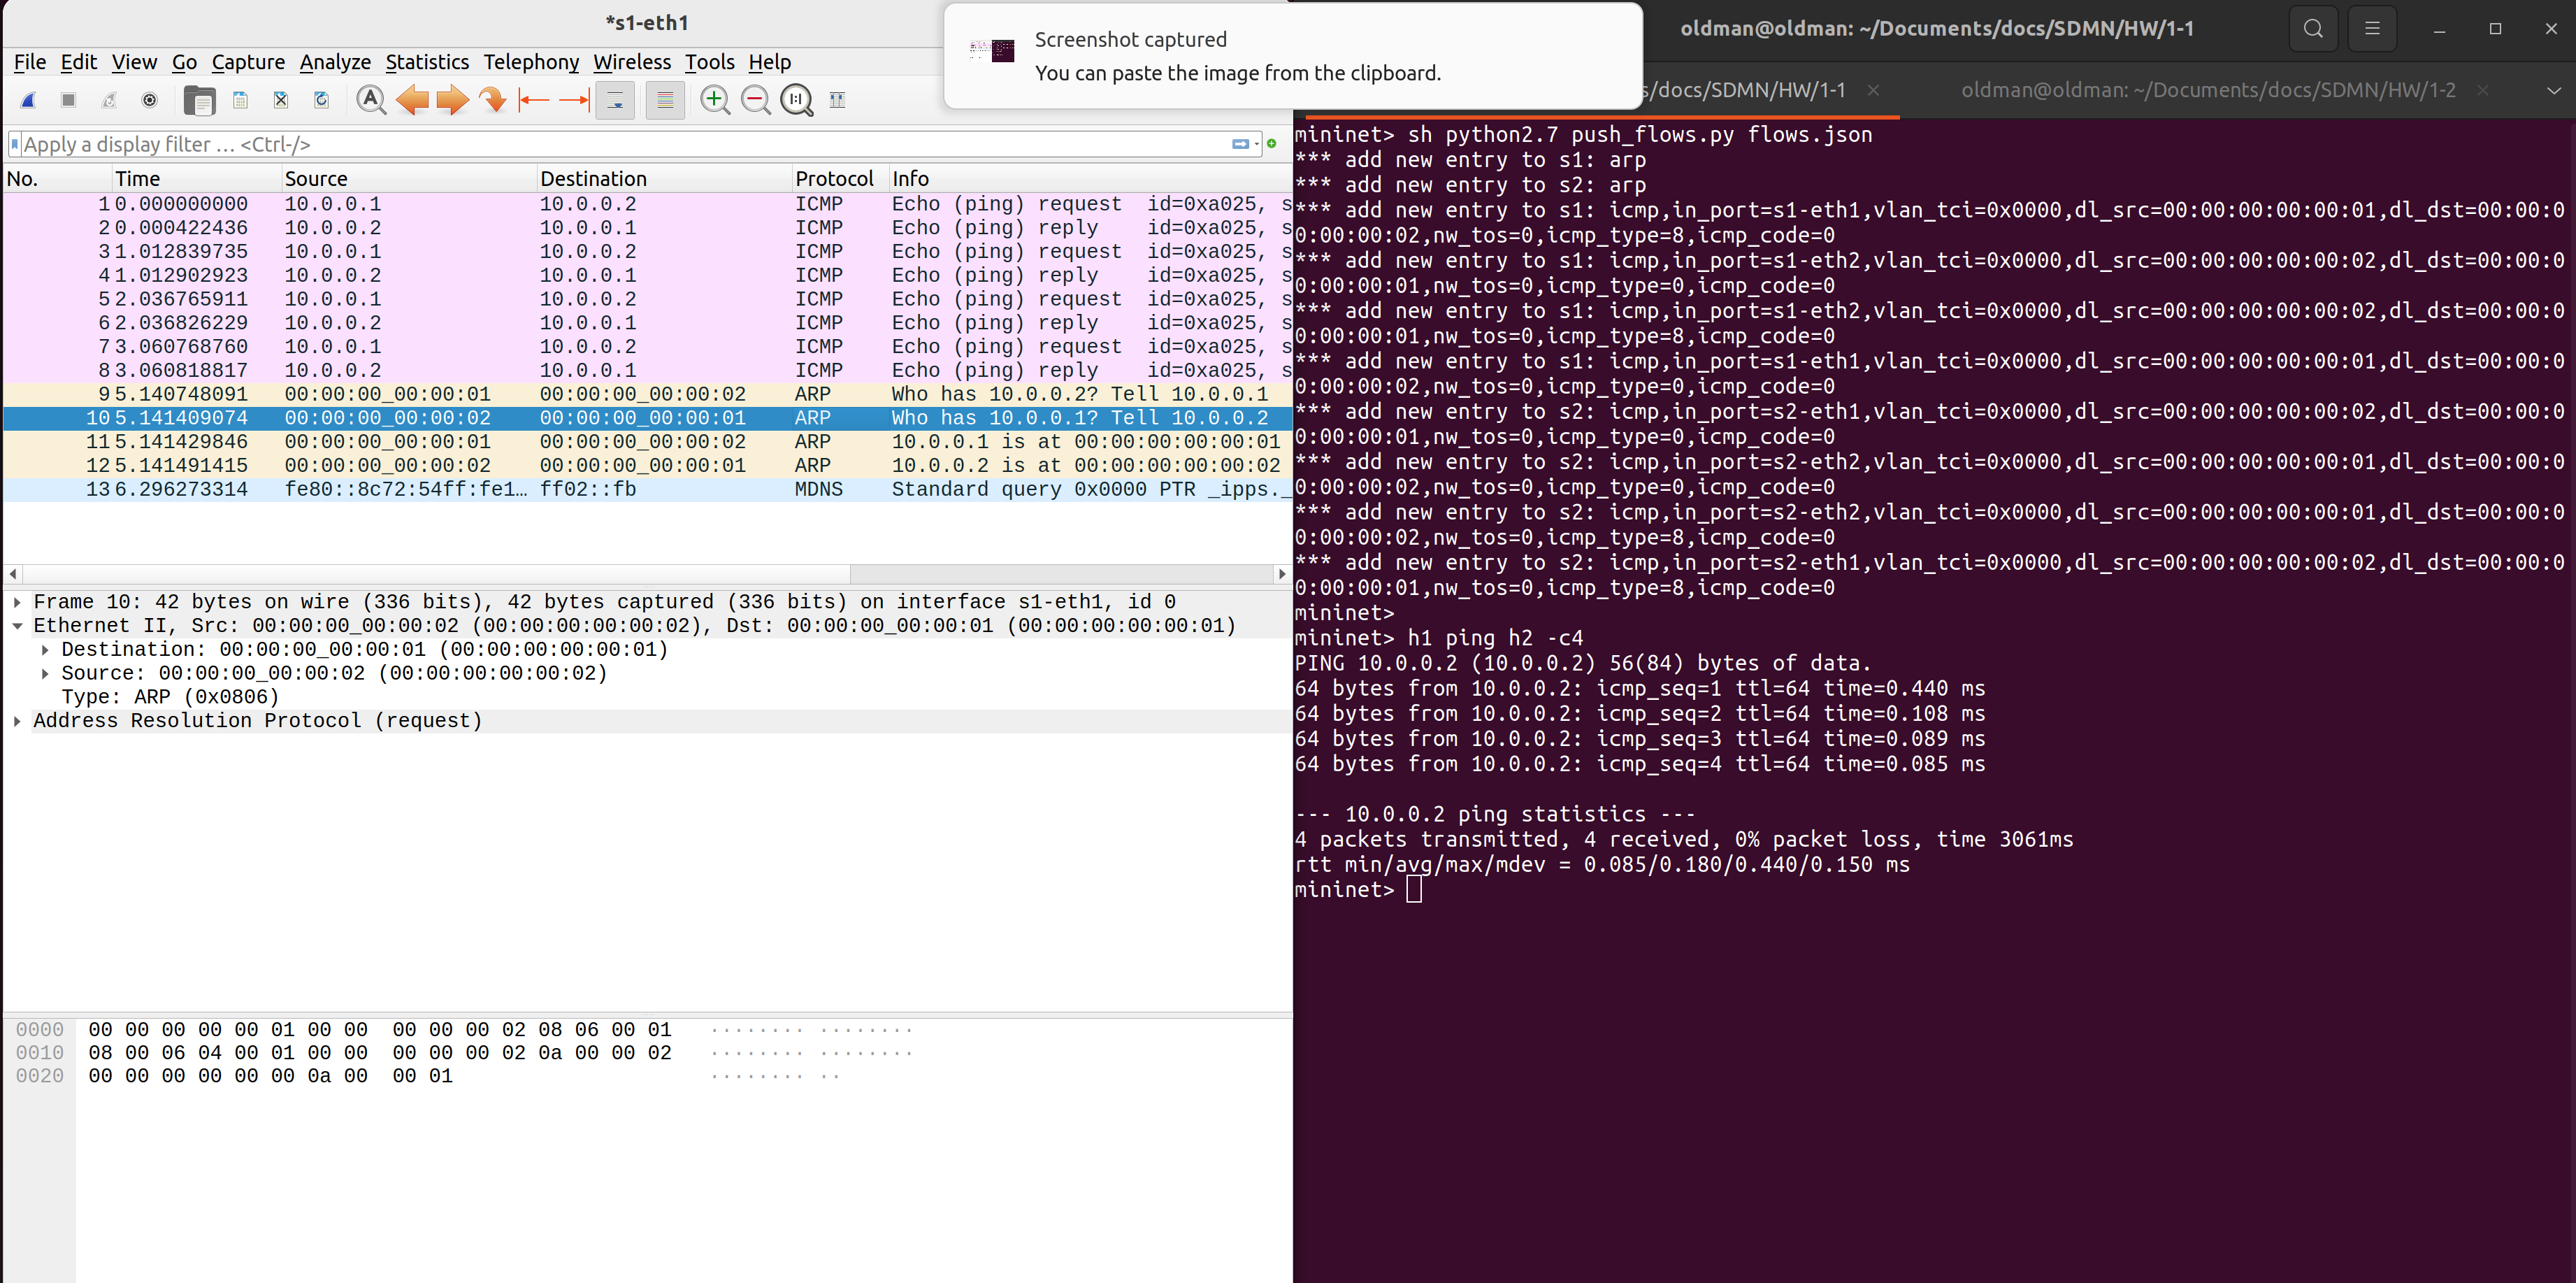 *s1-eth1
File Edit View Go Capture Analyze Statistics Telephony Wireless Tools Help
Apply a display filter … <Ctrl-/>
No. Time Source Destination Protocol Info
1 0.000000000 10.0.0.1 10.0.0.2 ICMP Echo (ping) request id=0xa025, s
2 0.000422436 10.0.0.2 10.0.0.1 ICMP Echo (ping) reply id=0xa025, s
3 1.012839735 10.0.0.1 10.0.0.2 ICMP Echo (ping) request id=0xa025, s
4 1.012902923 10.0.0.2 10.0.0.1 ICMP Echo (ping) reply id=0xa025, s
5 2.036765911 10.0.0.1 10.0.0.2 ICMP Echo (ping) request id=0xa025, s
6 2.036826229 10.0.0.2 10.0.0.1 ICMP Echo (ping) reply id=0xa025, s
7 3.060768760 10.0.0.1 10.0.0.2 ICMP Echo (ping) request id=0xa025, s
8 3.060818817 10.0.0.2 10.0.0.1 ICMP Echo (ping) reply id=0xa025, s
9 5.140748091 00:00:00_00:00:01 00:00:00_00:00:02 ARP Who has 10.0.0.2? Tell 10.0.0.1
10 5.141409074 00:00:00_00:00:02 00:00:00_00:00:01 ARP Who has 10.0.0.1? Tell 10.0.0.2
11 5.141429846 00:00:00_00:00:01 00:00:00_00:00:02 ARP 10.0.0.1 is at 00:00:00:00:00:01
12 5.141491415 00:00:00_00:00:02 00:00:00_00:00:01 ARP 10.0.0.2 is at 00:00:00:00:00:02
13 6.296273314 fe80::8c72:54ff:fe1… ff02::fb MDNS Standard query 0x0000 PTR _ipps._
Frame 10: 42 bytes on wire (336 bits), 42 bytes captured (336 bits) on interface s1-eth1, id 0
Ethernet II, Src: 00:00:00_00:00:02 (00:00:00:00:00:02), Dst: 00:00:00_00:00:01 (00:00:00:00:00:01)
Destination: 00:00:00_00:00:01 (00:00:00:00:00:01)
Source: 00:00:00_00:00:02 (00:00:00:00:00:02)
Type: ARP (0x0806)
Address Resolution Protocol (request)
0000 00 00 00 00 00 01 00 00 00 00 00 02 08 06 00 01 ········ ········
0010 08 00 06 04 00 01 00 00 00 00 00 02 0a 00 00 02 ········ ········
0020 00 00 00 00 00 00 0a 00 00 01 ········ ··
Screenshot captured
You can paste the image from the clipboard.
oldman@oldman: ~/Documents/docs/SDMN/HW/1-1
s/docs/SDMN/HW/1-1
oldman@oldman: ~/Documents/docs/SDMN/HW/1-2
mininet> sh python2.7 push_flows.py flows.json
*** add new entry to s1: arp
*** add new entry to s2: arp
*** add new entry to s1: icmp,in_port=s1-eth1,vlan_tci=0x0000,dl_src=00:00:00:00:00:01,dl_dst=00:00:0
0:00:00:02,nw_tos=0,icmp_type=8,icmp_code=0
*** add new entry to s1: icmp,in_port=s1-eth2,vlan_tci=0x0000,dl_src=00:00:00:00:00:02,dl_dst=00:00:0
0:00:00:01,nw_tos=0,icmp_type=0,icmp_code=0
*** add new entry to s1: icmp,in_port=s1-eth2,vlan_tci=0x0000,dl_src=00:00:00:00:00:02,dl_dst=00:00:0
0:00:00:01,nw_tos=0,icmp_type=8,icmp_code=0
*** add new entry to s1: icmp,in_port=s1-eth1,vlan_tci=0x0000,dl_src=00:00:00:00:00:01,dl_dst=00:00:0
0:00:00:02,nw_tos=0,icmp_type=0,icmp_code=0
*** add new entry to s2: icmp,in_port=s2-eth1,vlan_tci=0x0000,dl_src=00:00:00:00:00:02,dl_dst=00:00:0
0:00:00:01,nw_tos=0,icmp_type=0,icmp_code=0
*** add new entry to s2: icmp,in_port=s2-eth2,vlan_tci=0x0000,dl_src=00:00:00:00:00:01,dl_dst=00:00:0
0:00:00:02,nw_tos=0,icmp_type=0,icmp_code=0
*** add new entry to s2: icmp,in_port=s2-eth2,vlan_tci=0x0000,dl_src=00:00:00:00:00:01,dl_dst=00:00:0
0:00:00:02,nw_tos=0,icmp_type=8,icmp_code=0
*** add new entry to s2: icmp,in_port=s2-eth1,vlan_tci=0x0000,dl_src=00:00:00:00:00:02,dl_dst=00:00:0
0:00:00:01,nw_tos=0,icmp_type=8,icmp_code=0
mininet>
mininet> h1 ping h2 -c4
PING 10.0.0.2 (10.0.0.2) 56(84) bytes of data.
64 bytes from 10.0.0.2: icmp_seq=1 ttl=64 time=0.440 ms
64 bytes from 10.0.0.2: icmp_seq=2 ttl=64 time=0.108 ms
64 bytes from 10.0.0.2: icmp_seq=3 ttl=64 time=0.089 ms
64 bytes from 10.0.0.2: icmp_seq=4 ttl=64 time=0.085 ms
--- 10.0.0.2 ping statistics ---
4 packets transmitted, 4 received, 0% packet loss, time 3061ms
rtt min/avg/max/mdev = 0.085/0.180/0.440/0.150 ms
mininet>